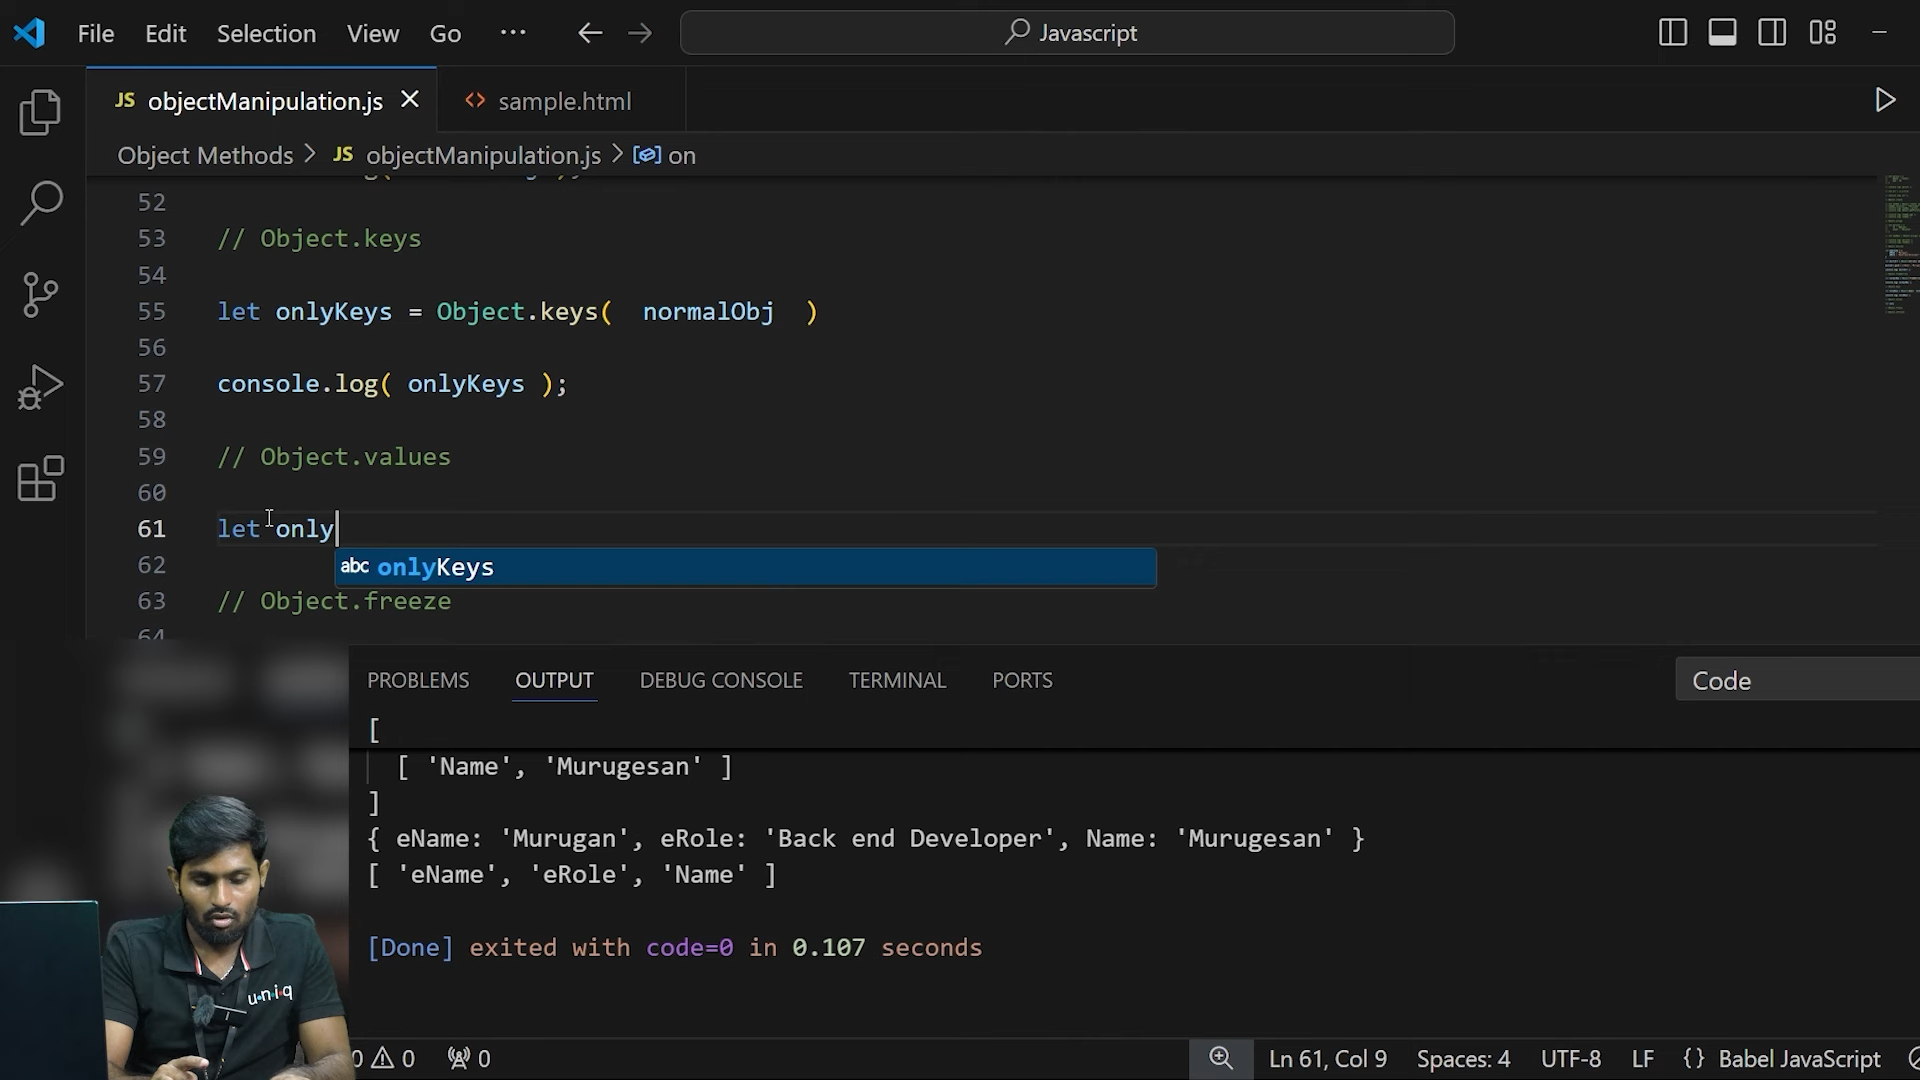 File Edit Selection View Go ··· Javascript
JS objectManipulation.js sample.html
Object Methods > JS objectManipulation.js > on
52
53 // Object.keys
54
55 let onlyKeys = Object.keys(  normalObj  )
56
57 console.log( onlyKeys );
58
59 // Object.values
60
61 let only
abc onlyKeys
62
63 // Object.freeze
64
PROBLEMS OUTPUT DEBUG CONSOLE TERMINAL PORTS Code
[
[ 'Name', 'Murugesan' ]
]
{ eName: 'Murugan', eRole: 'Back end Developer', Name: 'Murugesan' }
[ 'eName', 'eRole', 'Name' ]
[Done] exited with code=0 in 0.107 seconds
u·n·i·q
0 0 0 Ln 61, Col 9 Spaces: 4 UTF-8 LF {} Babel JavaScript